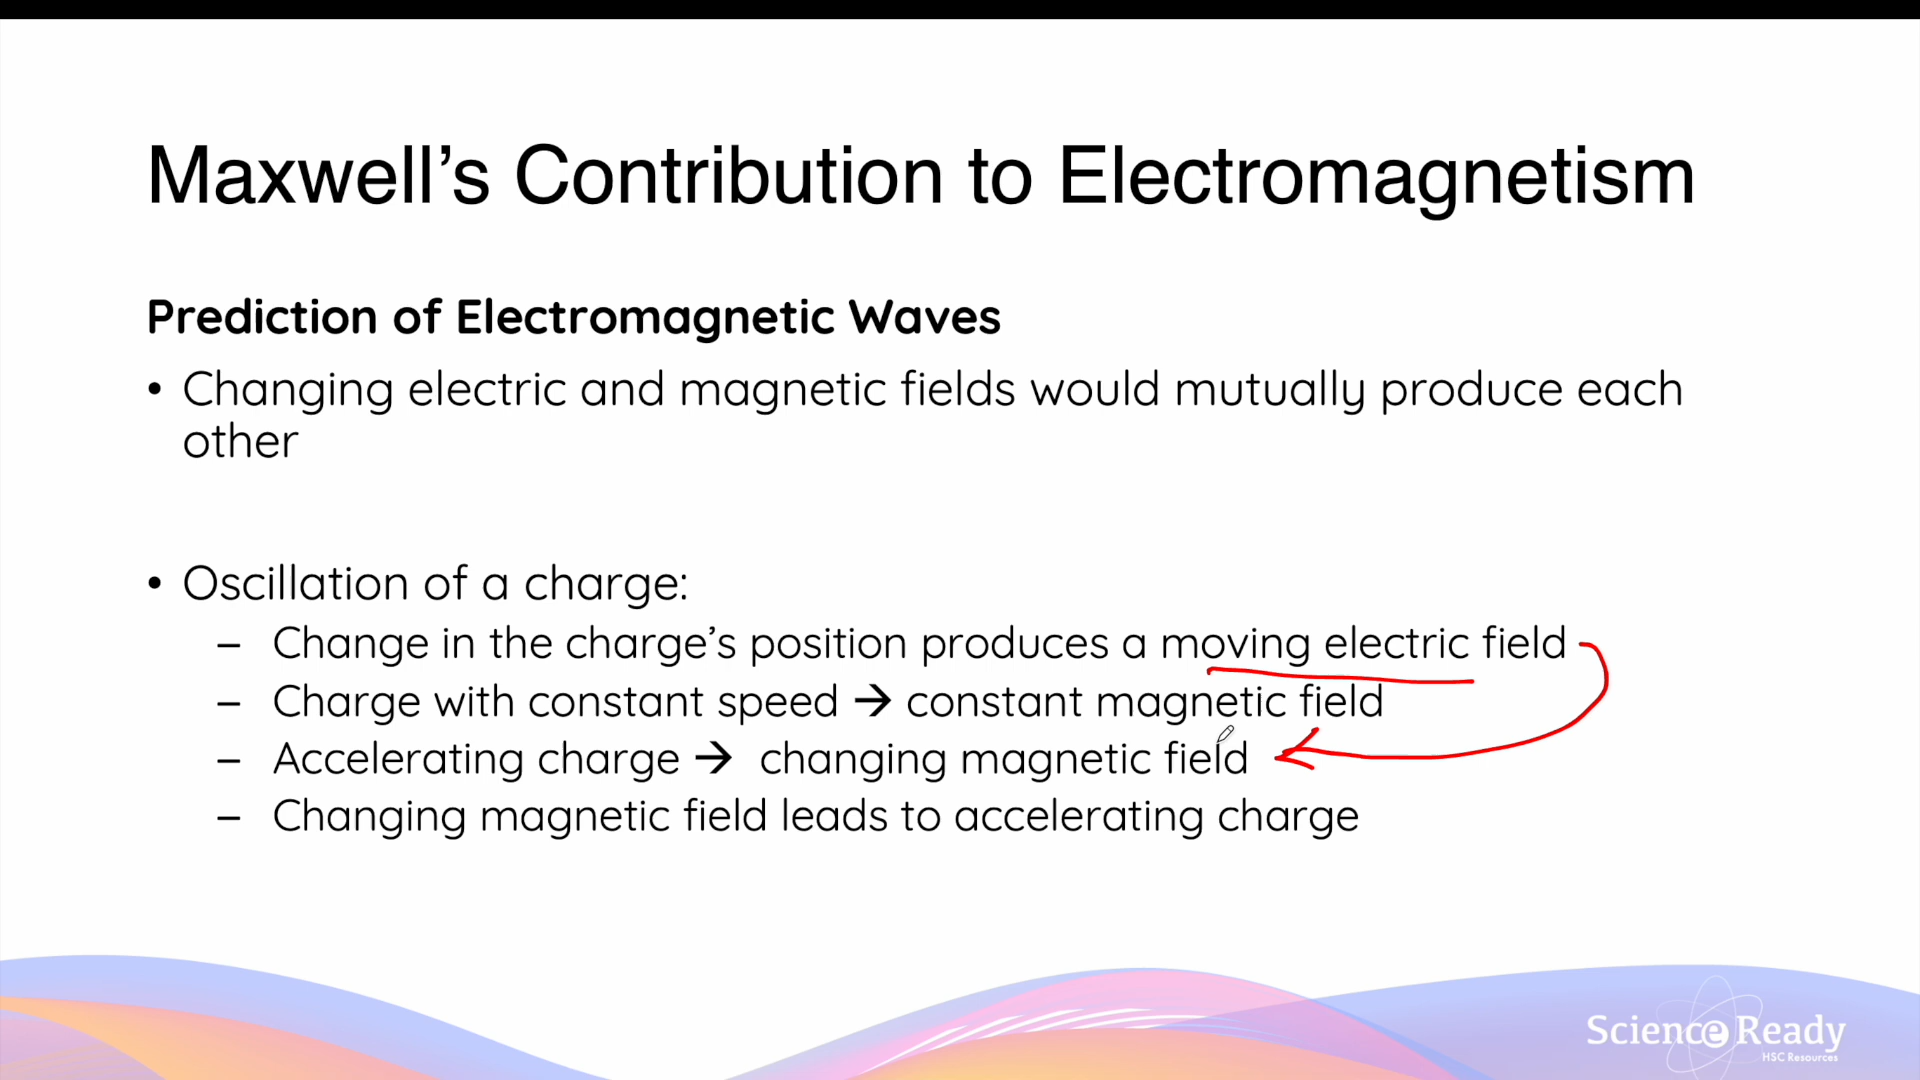 Maxwell’s Contribution to Electromagnetism
Prediction of Electromagnetic Waves
• Changing electric and magnetic fields would mutually produce each
other
• Oscillation of a charge:
– Change in the charge’s position produces a moving electric field
– Charge with constant speed → constant magnetic field
– Accelerating charge → changing magnetic field
– Changing magnetic field leads to accelerating charge
Science Ready
HSC Resources